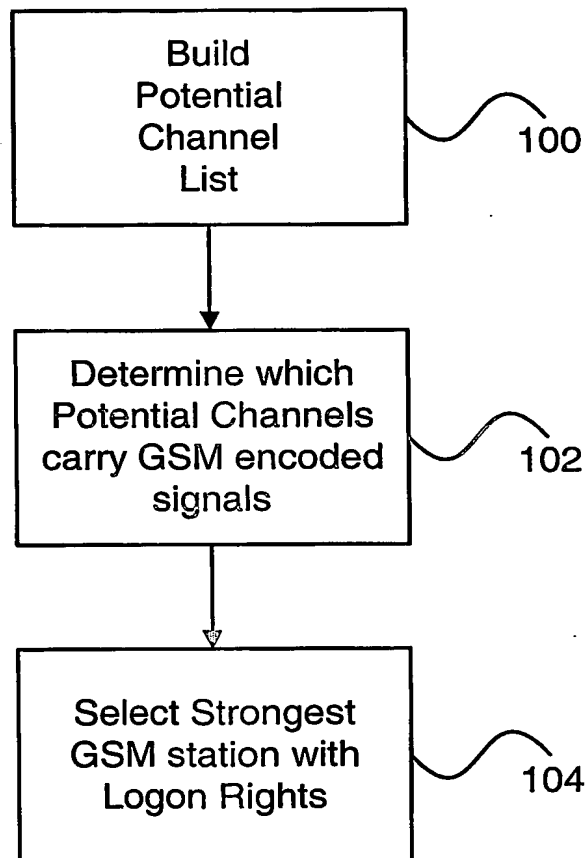 Build
Potential
Channel
List
100
Determine which
Potential Channels
carry GSM encoded
signals
102
Select Strongest
GSM station with
Logon Rights
104